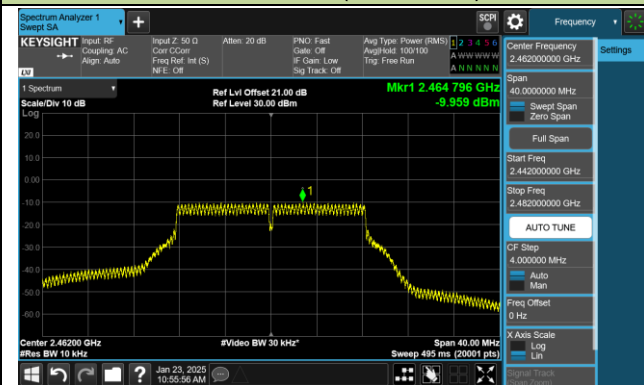 Spectrum Analyzer 1
Swept SA
SCPI
Frequency
KEYSIGHT
Input: RF
Coupling: AC
Align: Auto
Input Z: 50 Ω
Corr CCorr
Freq Ref: Int (S)
NFE: Off
Atten: 20 dB
PNO: Fast
Gate: Off
IF Gain: Low
Sig Track: Off
Avg Type: Power (RMS)
Avg|Hold: 100/100
Trig: Free Run
1 2 3 4 5 6
A W W W W W
A N N N N N
LXI
1 Spectrum
Scale/Div 10 dB
Log
Ref Lvl Offset 21.00 dB
Ref Level 30.00 dBm
Mkr1 2.464 796 GHz
-9.959 dBm
20.0
10.0
0.00
-10.0
-20.0
-30.0
-40.0
-50.0
-60.0
1
Center 2.46200 GHz
#Res BW 10 kHz
#Video BW 30 kHz*
Span 40.00 MHz
Sweep 495 ms (20001 pts)
Jan 23, 2025
10:55:56 AM
Center Frequency
2.462000000 GHz
Settings
Span
40.0000000 MHz
Swept Span
Zero Span
Full Span
Start Freq
2.442000000 GHz
Stop Freq
2.482000000 GHz
AUTO TUNE
CF Step
4.000000 MHz
Auto
Man
Freq Offset
0 Hz
X Axis Scale
Log
Lin
Signal Track
(Span Zoom)